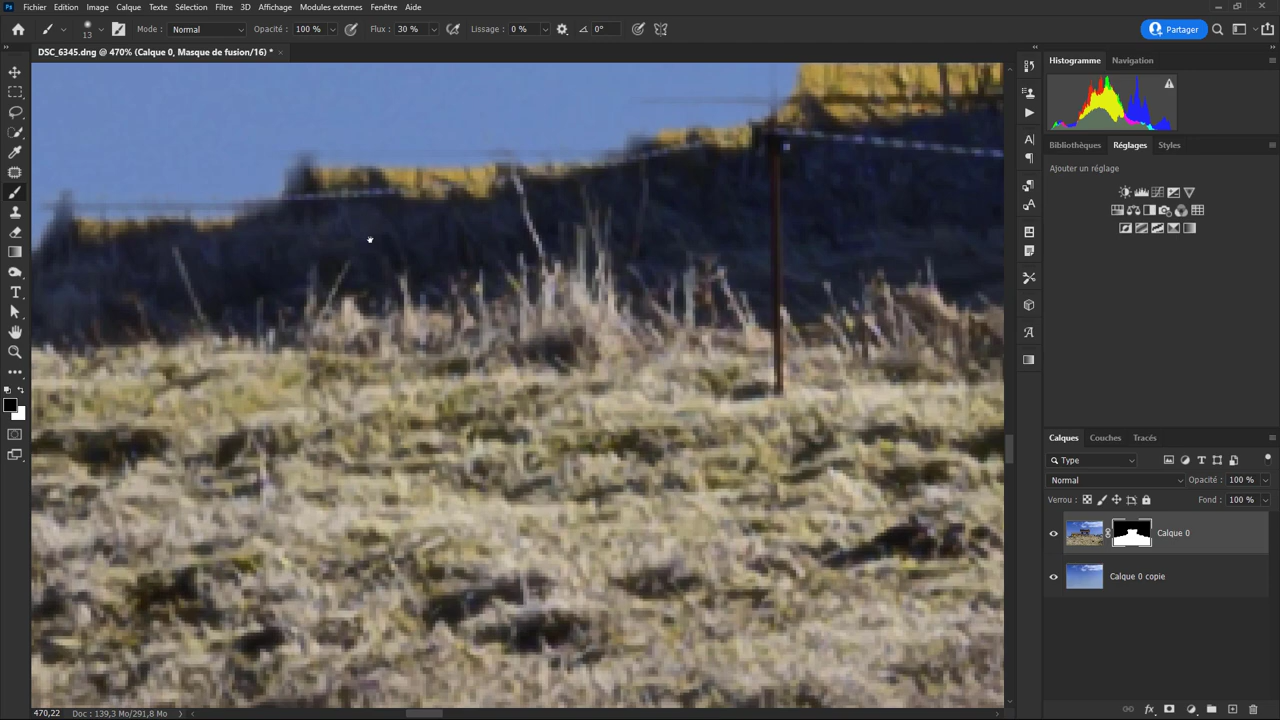 Ps Fichier Edition Image Calque Texte Sélection Filtre 3D Affichage Modules externes Fenêtre Aide
13 Mode : Normal Opacité : 100 % Flux : 30 % Lissage : 0 % 0° Partager
DSC_6345.dng @ 470% (Calque 0, Masque de fusion/16) * ×
Histogramme Navigation
Bibliothèques Réglages Styles
Ajouter un réglage
Calques Couches Tracés
Type
Normal Opacité : 100 %
Verrou : Fond : 100 %
Calque 0
Calque 0 copie
470,22 Doc : 139,3 Mo/291,8 Mo